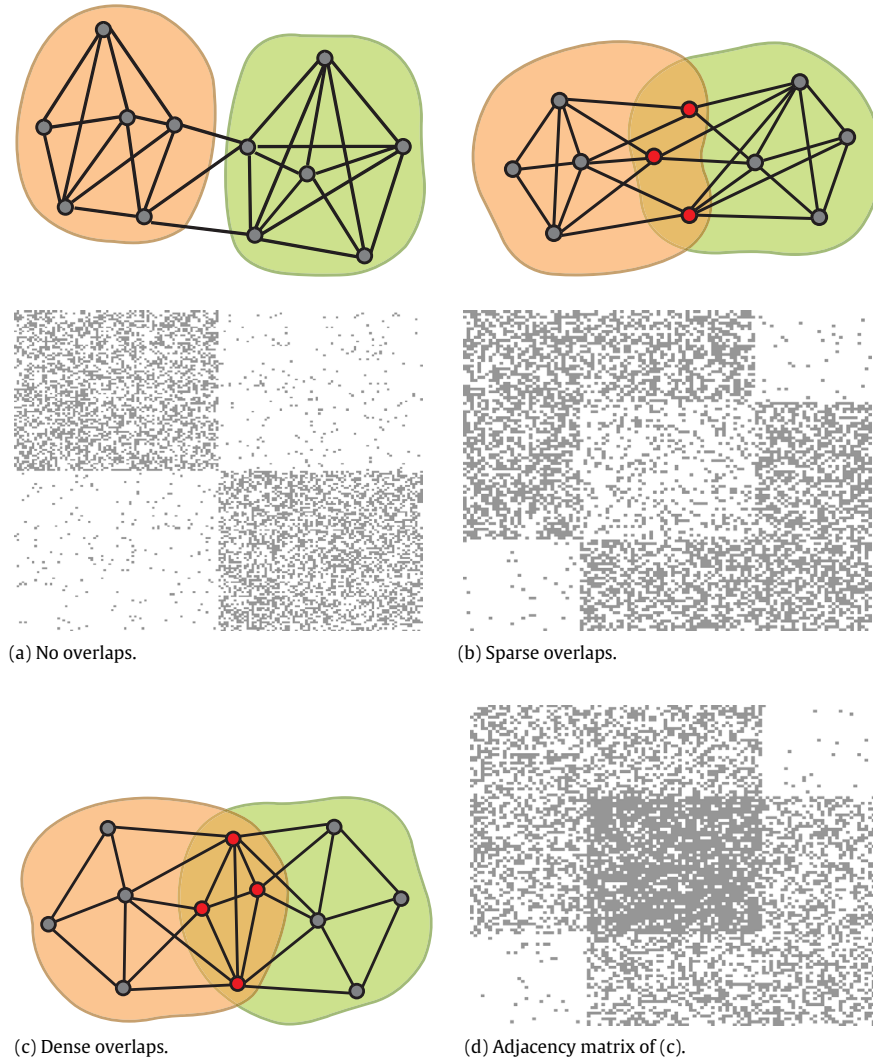 (a) No overlaps.
(b) Sparse overlaps.
(c) Dense overlaps.
(d) Adjacency matrix of (c).